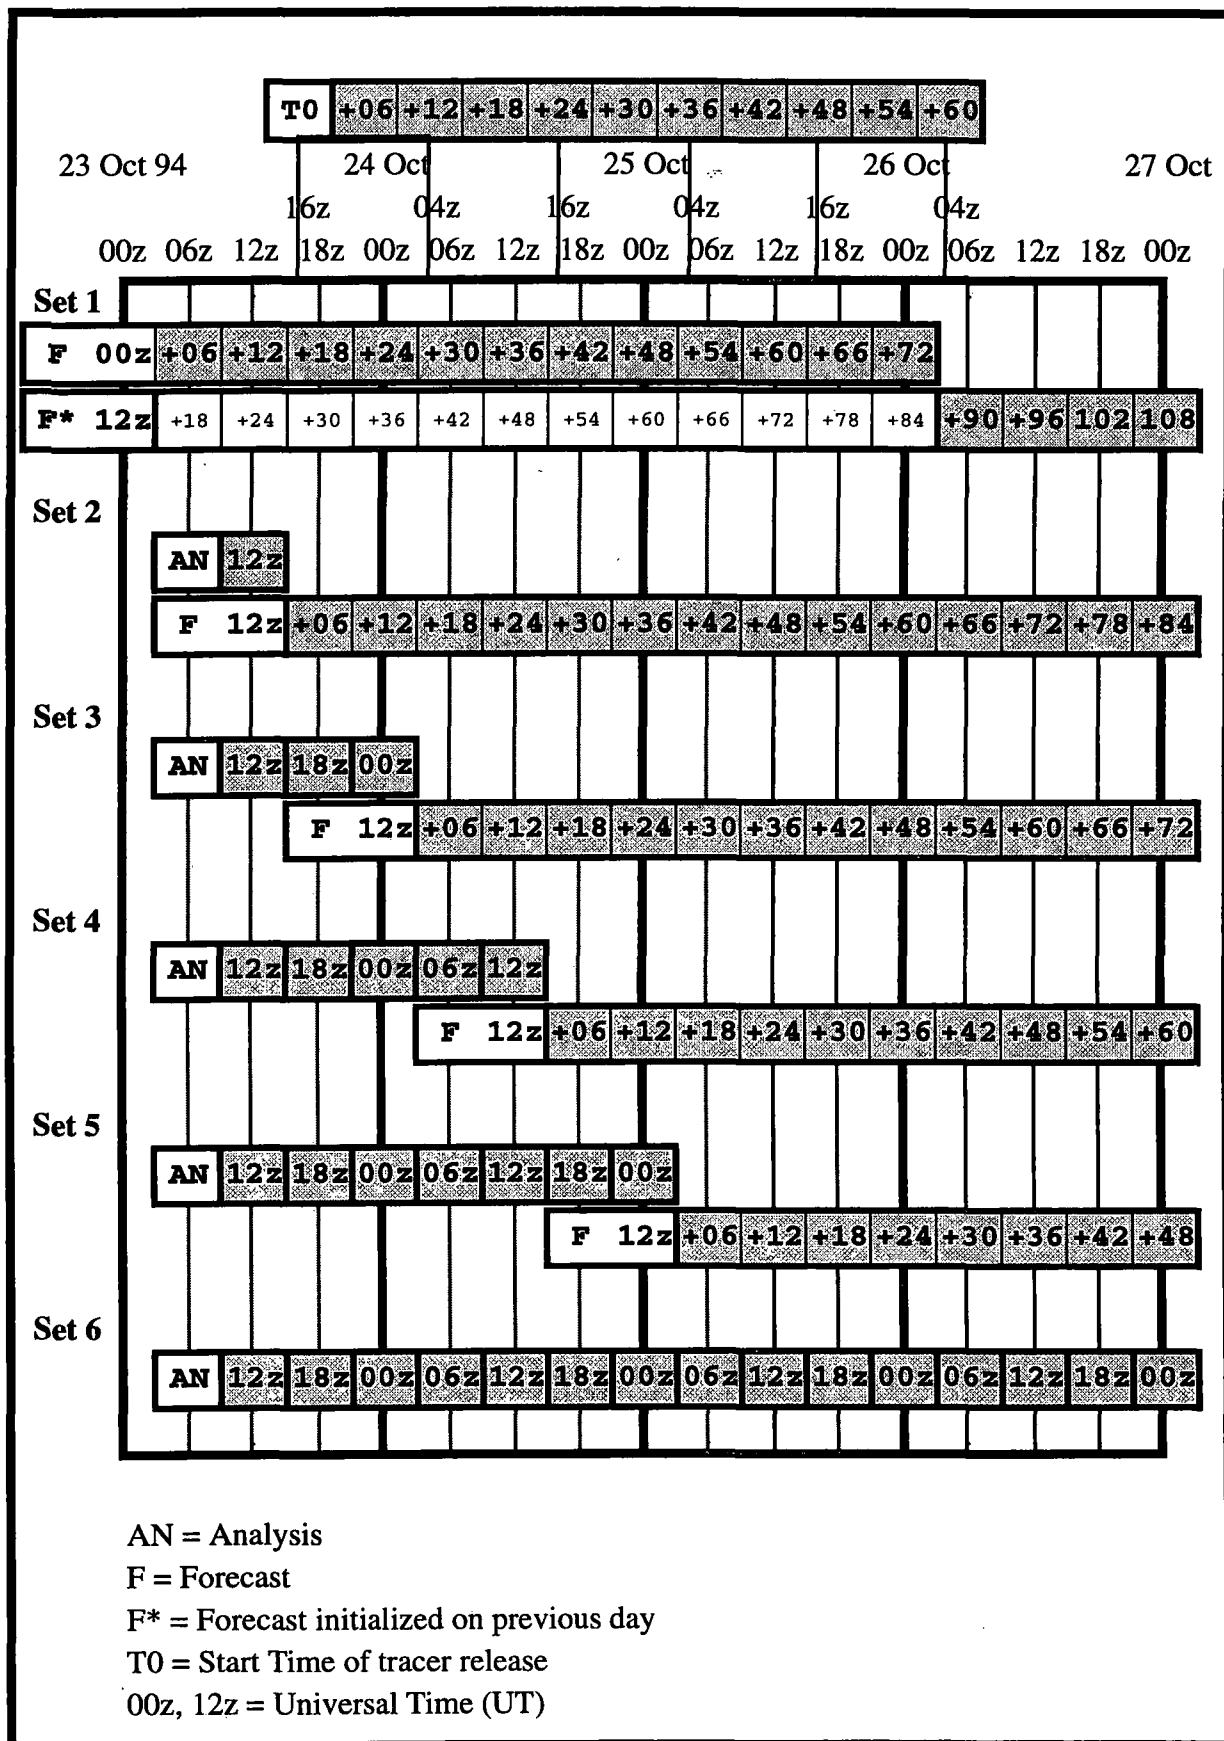 T0 +06 +12 +18 +24 +30 +36 +42 +48 +54 +60
23 Oct 94 24 Oct 25 Oct 26 Oct 27 Oct
16z 04z 16z 04z 16z 04z
00z 06z 12z 18z 00z 06z 12z 18z 00z 06z 12z 18z 00z 06z 12z 18z 00z
Set 1
F 00z +06 +12 +18 +24 +30 +36 +42 +48 +54 +60 +66 +72
F* 12z +18 +24 +30 +36 +42 +48 +54 +60 +66 +72 +78 +84 +90 +96 102 108
Set 2
AN 12z
F 12z +06 +12 +18 +24 +30 +36 +42 +48 +54 +60 +66 +72 +78 +84
Set 3
AN 12z 18z 00z
F 12z +06 +12 +18 +24 +30 +36 +42 +48 +54 +60 +66 +72
Set 4
AN 12z 18z 00z 06z 12z
F 12z +06 +12 +18 +24 +30 +36 +42 +48 +54 +60
Set 5
AN 12z 18z 00z 06z 12z 18z 00z
F 12z +06 +12 +18 +24 +30 +36 +42 +48
Set 6
AN 12z 18z 00z 06z 12z 18z 00z 06z 12z 18z 00z 06z 12z 18z 00z
AN = Analysis
F = Forecast
F* = Forecast initialized on previous day
T0 = Start Time of tracer release
00z, 12z = Universal Time (UT)